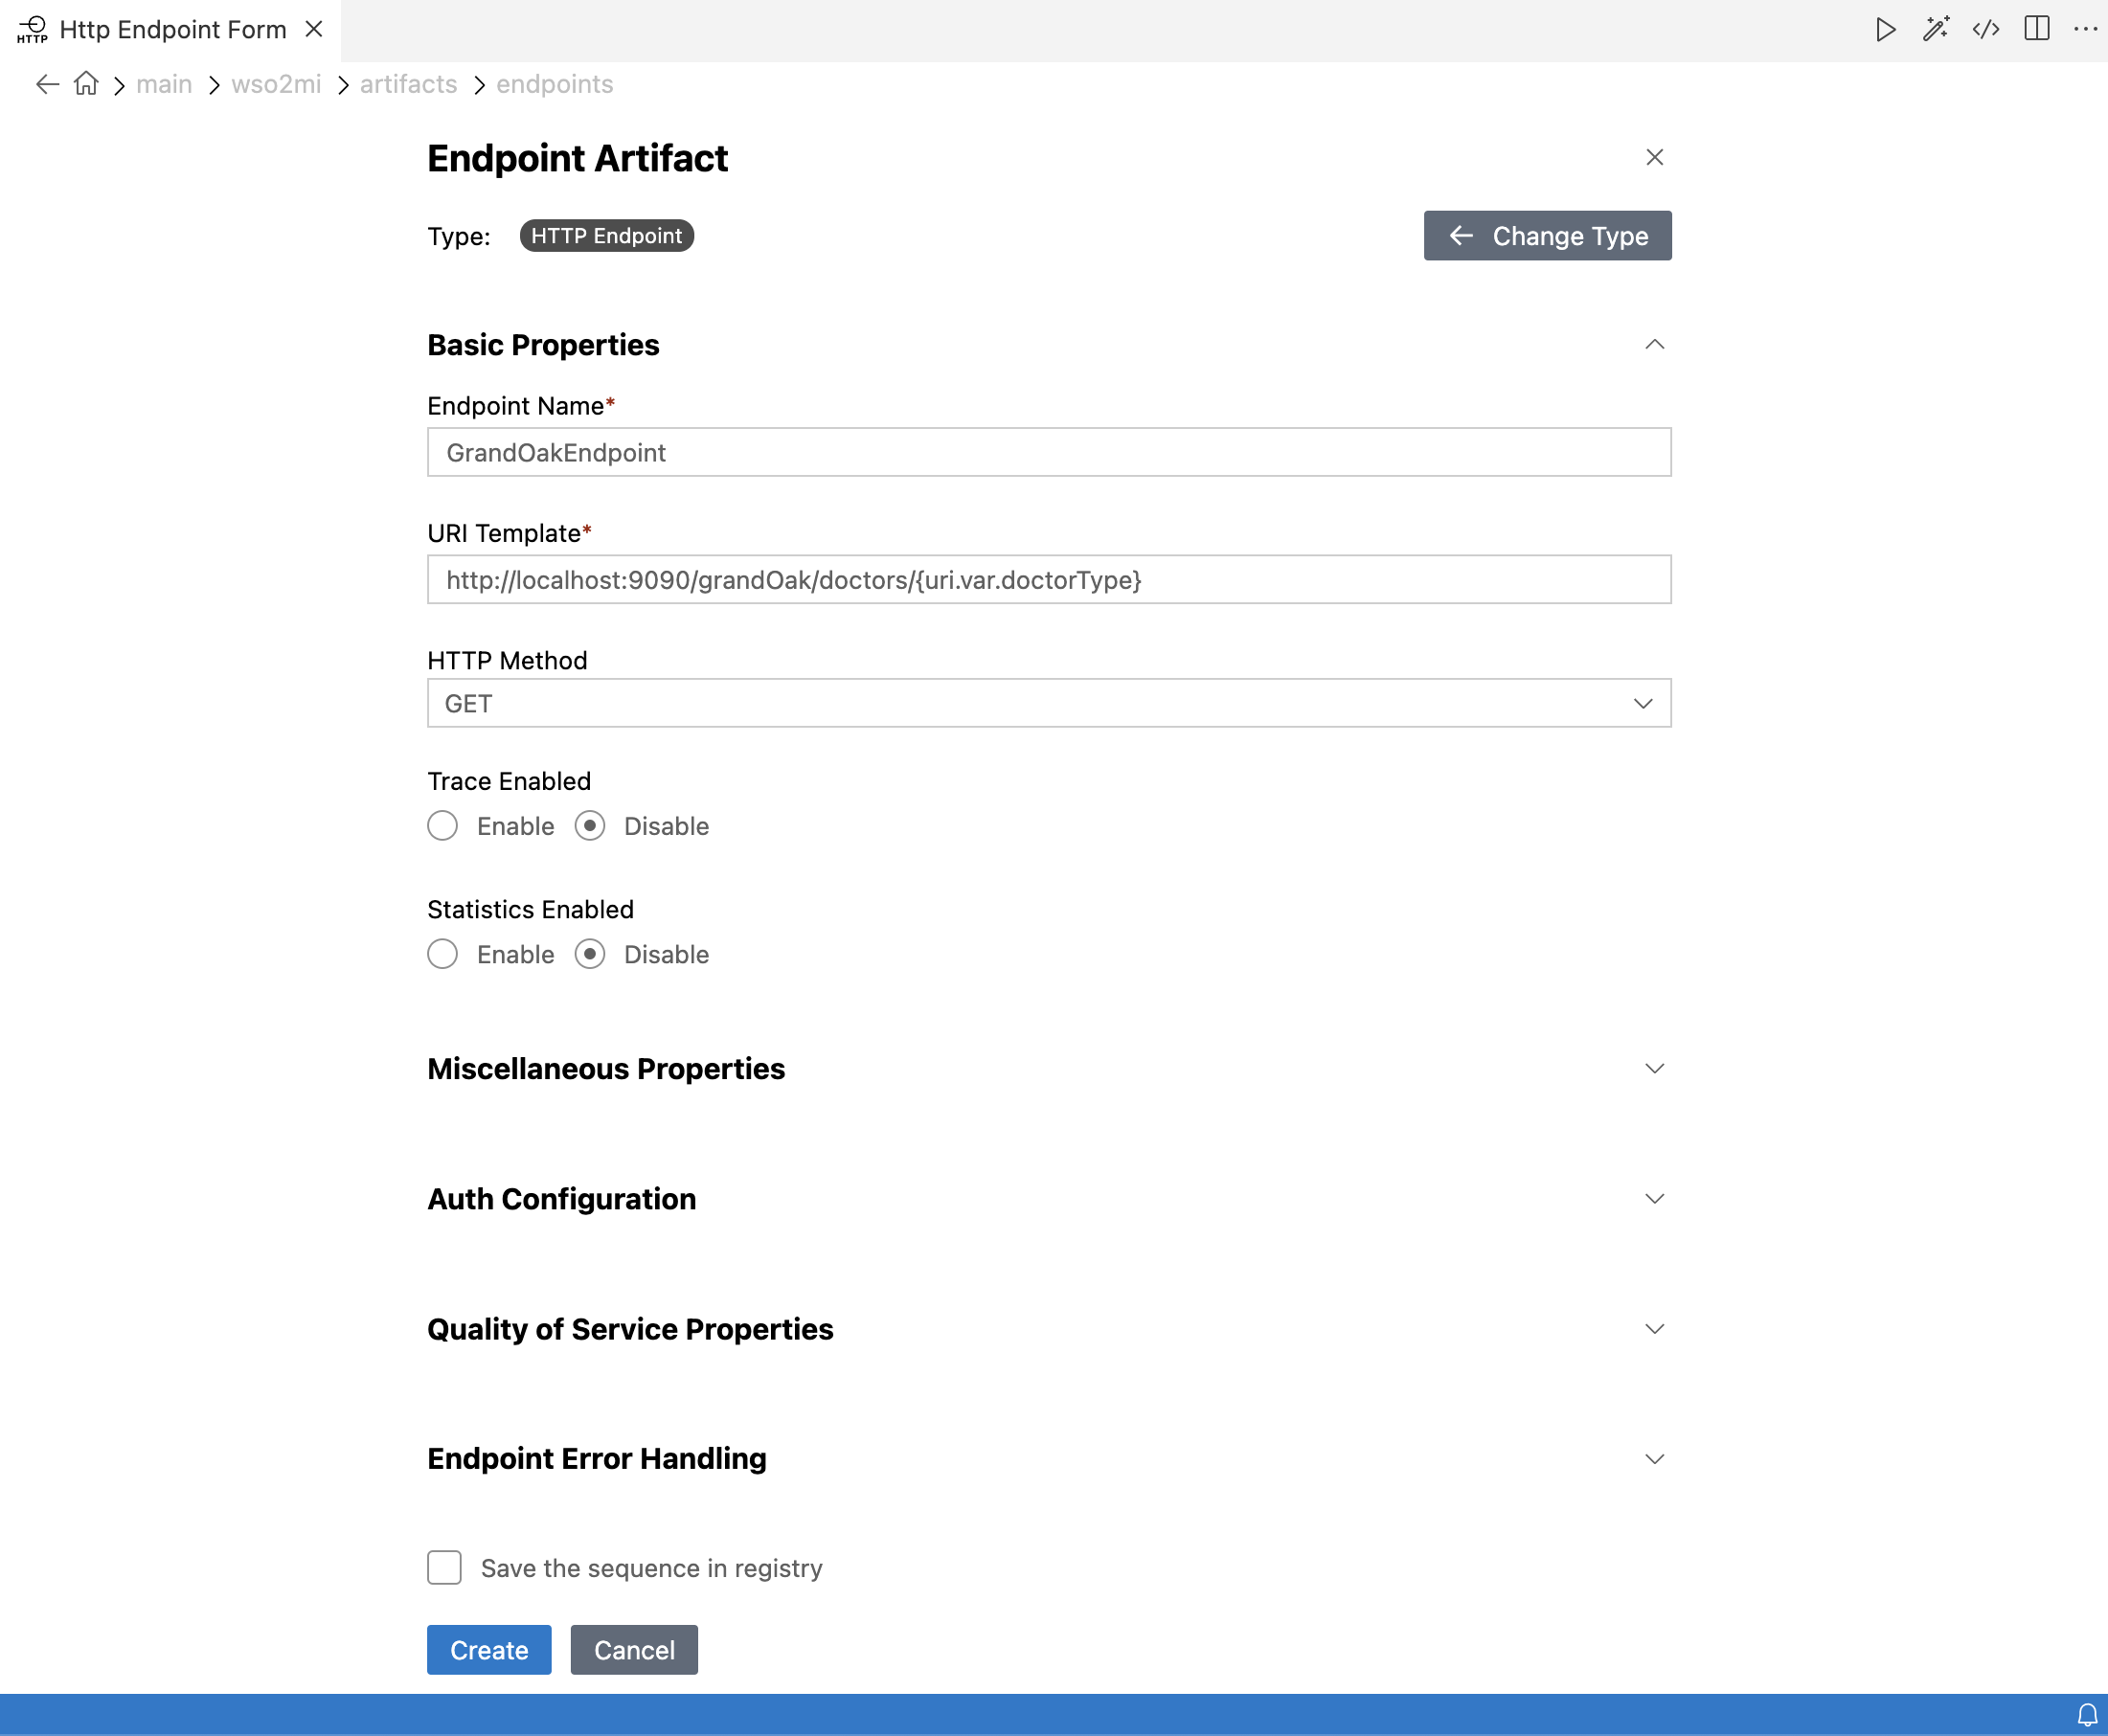 HTTP Http Endpoint Form
main wso2mi artifacts endpoints
Endpoint Artifact
Type: HTTP Endpoint Change Type
Basic Properties
Endpoint Name*
GrandOakEndpoint
URI Template*
http://localhost:9090/grandOak/doctors/{uri.var.doctorType}
HTTP Method
GET
Trace Enabled
Enable Disable
Statistics Enabled
Enable Disable
Miscellaneous Properties
Auth Configuration
Quality of Service Properties
Endpoint Error Handling
Save the sequence in registry
Create Cancel